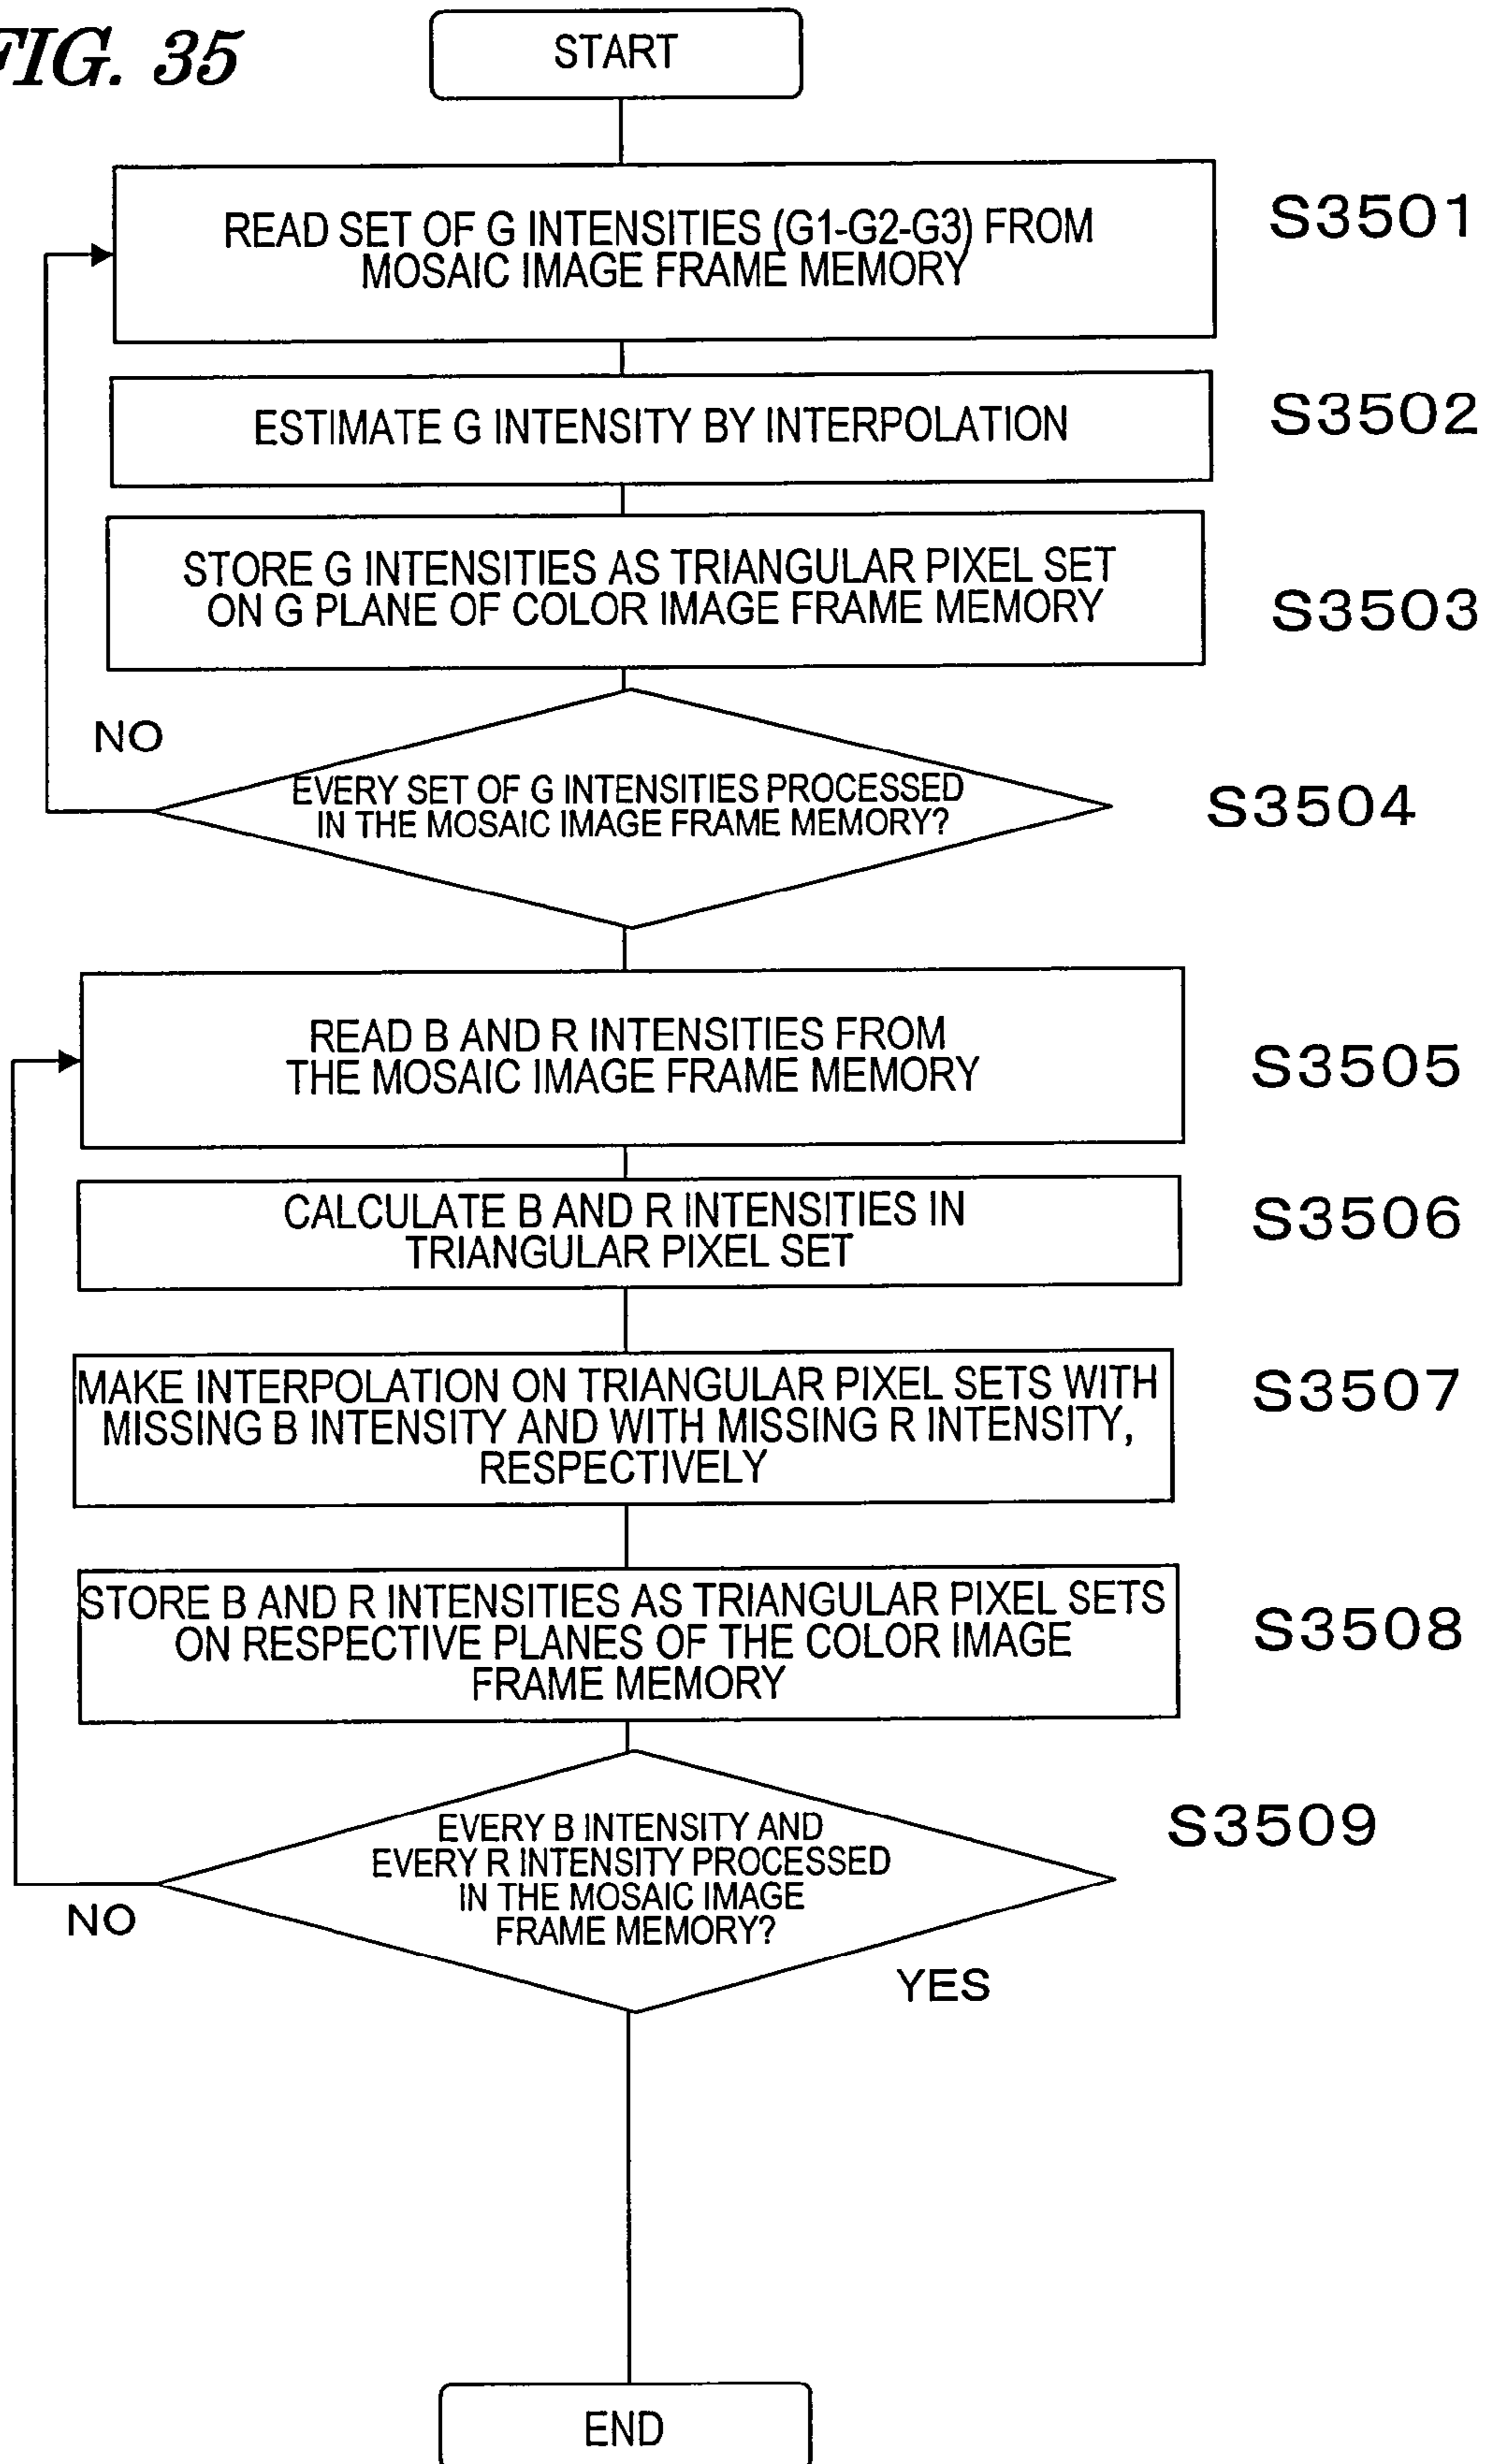 FIG. 35
START
READ SET OF G INTENSITIES (G1-G2-G3) FROM
MOSAIC IMAGE FRAME MEMORY
S3501
ESTIMATE G INTENSITY BY INTERPOLATION
S3502
STORE G INTENSITIES AS TRIANGULAR PIXEL SET
ON G PLANE OF COLOR IMAGE FRAME MEMORY
S3503
NO
EVERY SET OF G INTENSITIES PROCESSED
IN THE MOSAIC IMAGE FRAME MEMORY?
S3504
READ B AND R INTENSITIES FROM
THE MOSAIC IMAGE FRAME MEMORY
S3505
CALCULATE B AND R INTENSITIES IN
TRIANGULAR PIXEL SET
S3506
MAKE INTERPOLATION ON TRIANGULAR PIXEL SETS WITH
MISSING B INTENSITY AND WITH MISSING R INTENSITY,
RESPECTIVELY
S3507
STORE B AND R INTENSITIES AS TRIANGULAR PIXEL SETS
ON RESPECTIVE PLANES OF THE COLOR IMAGE
FRAME MEMORY
S3508
EVERY B INTENSITY AND
EVERY R INTENSITY PROCESSED
IN THE MOSAIC IMAGE
FRAME MEMORY?
S3509
NO
YES
END